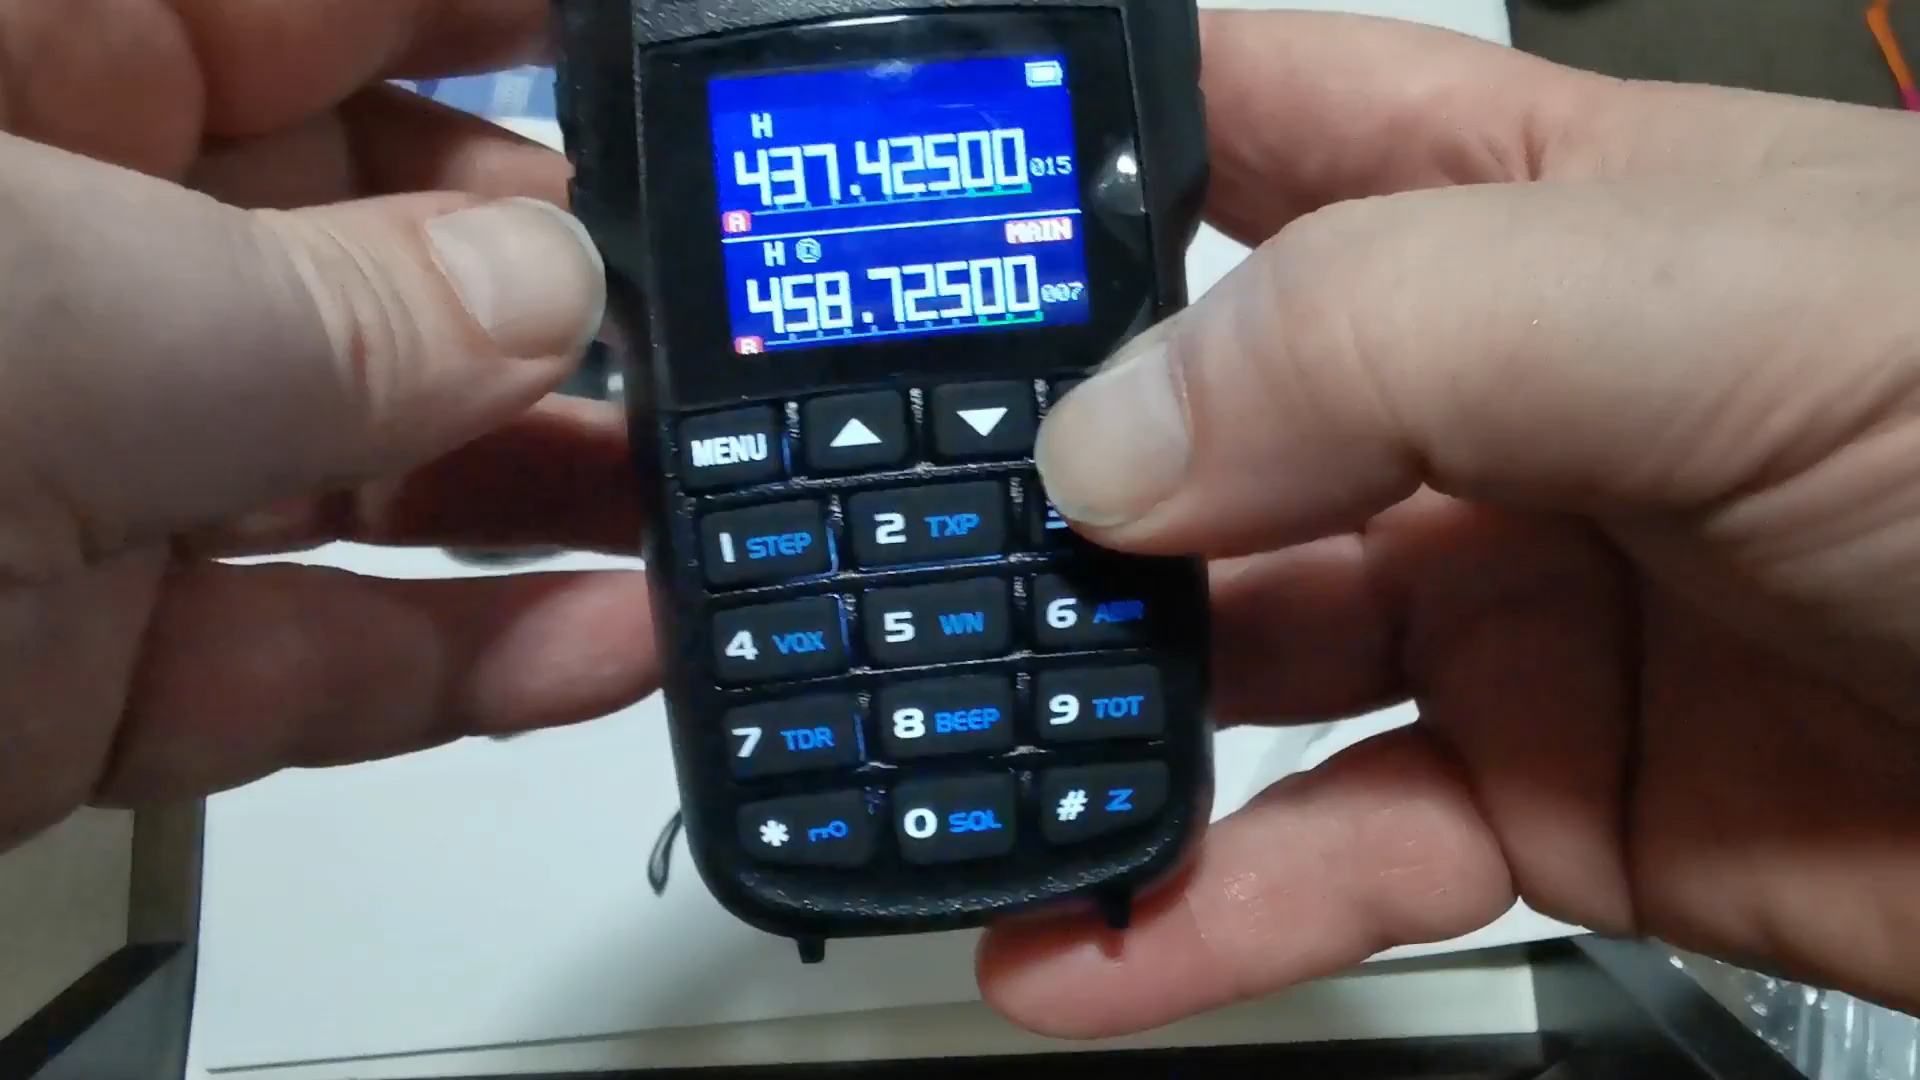 H
437.42500 015
A
MAIN
H
458.72500 007
B
MENU
1 STEP 2 TXP
4 VOX 5 WN 6
7 TDR 8 BEEP 9 TOT
* 0 SQL #